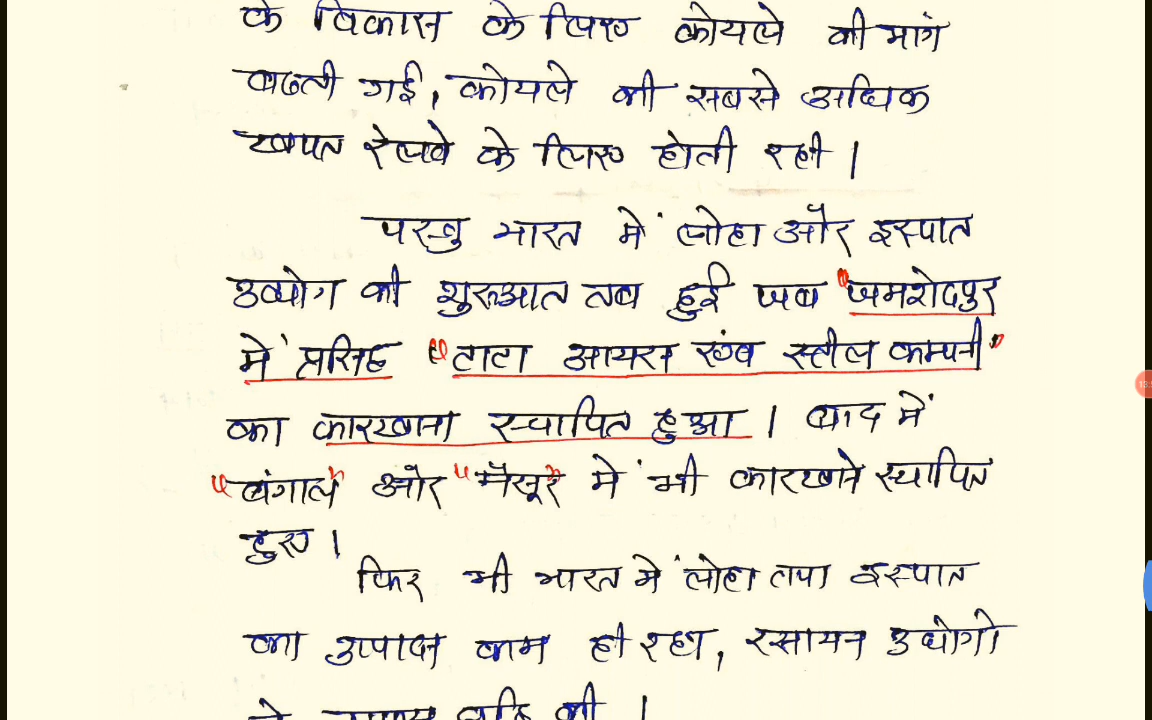 के विकास के लिए कोयले की मांग
बढती गई, कोयले की सबसे अधिक
खपत रेलवे के लिए होती रही।
परन्तु भारत में लोहा और इस्पात
उद्योग की शुरुआत तब हुई जब "जमशेदपुर
में प्रसिद्ध "टाटा आयरन एंव स्टील कम्पनी"
का कारखाना स्थापित हुआ। बाद में
"बंगाल" और "मैसूर" में भी कारखाने स्थापित
हुए।
फिर भी भारत में लोहा तथा इस्पात
का उत्पादन कम ही रहा, रसायन उद्योगो
की।